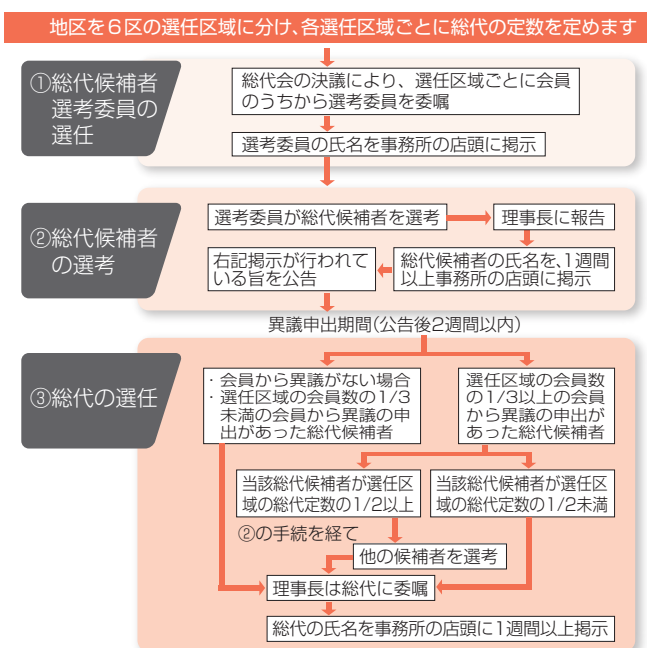 地区を6区の選任区域に分け、各選任区域ごとに総代の定数を定めます
①総代候補者
選考委員の
選任
総代会の決議により、選任区域ごとに会員
のうちから選考委員を委嘱
選考委員の氏名を事務所の店頭に掲示
②総代候補者
の選考
選考委員が総代候補者を選考
理事長に報告
右記掲示が行われて
いる旨を公告
総代候補者の氏名を、1週間
以上事務所の店頭に掲示
異議申出期間(公告後2週間以内)
③総代の選任
・会員から異議がない場合
・選任区域の会員数の1/3
未満の会員から異議の申
出があった総代候補者
選任区域の会員数
の1/3以上の会員
から異議の申出が
あった総代候補者
当該総代候補者が選任区
域の総代定数の1/2以上
当該総代候補者が選任区
域の総代定数の1/2未満
②の手続を経て
他の候補者を選考
理事長は総代に委嘱
総代の氏名を事務所の店頭に1週間以上掲示